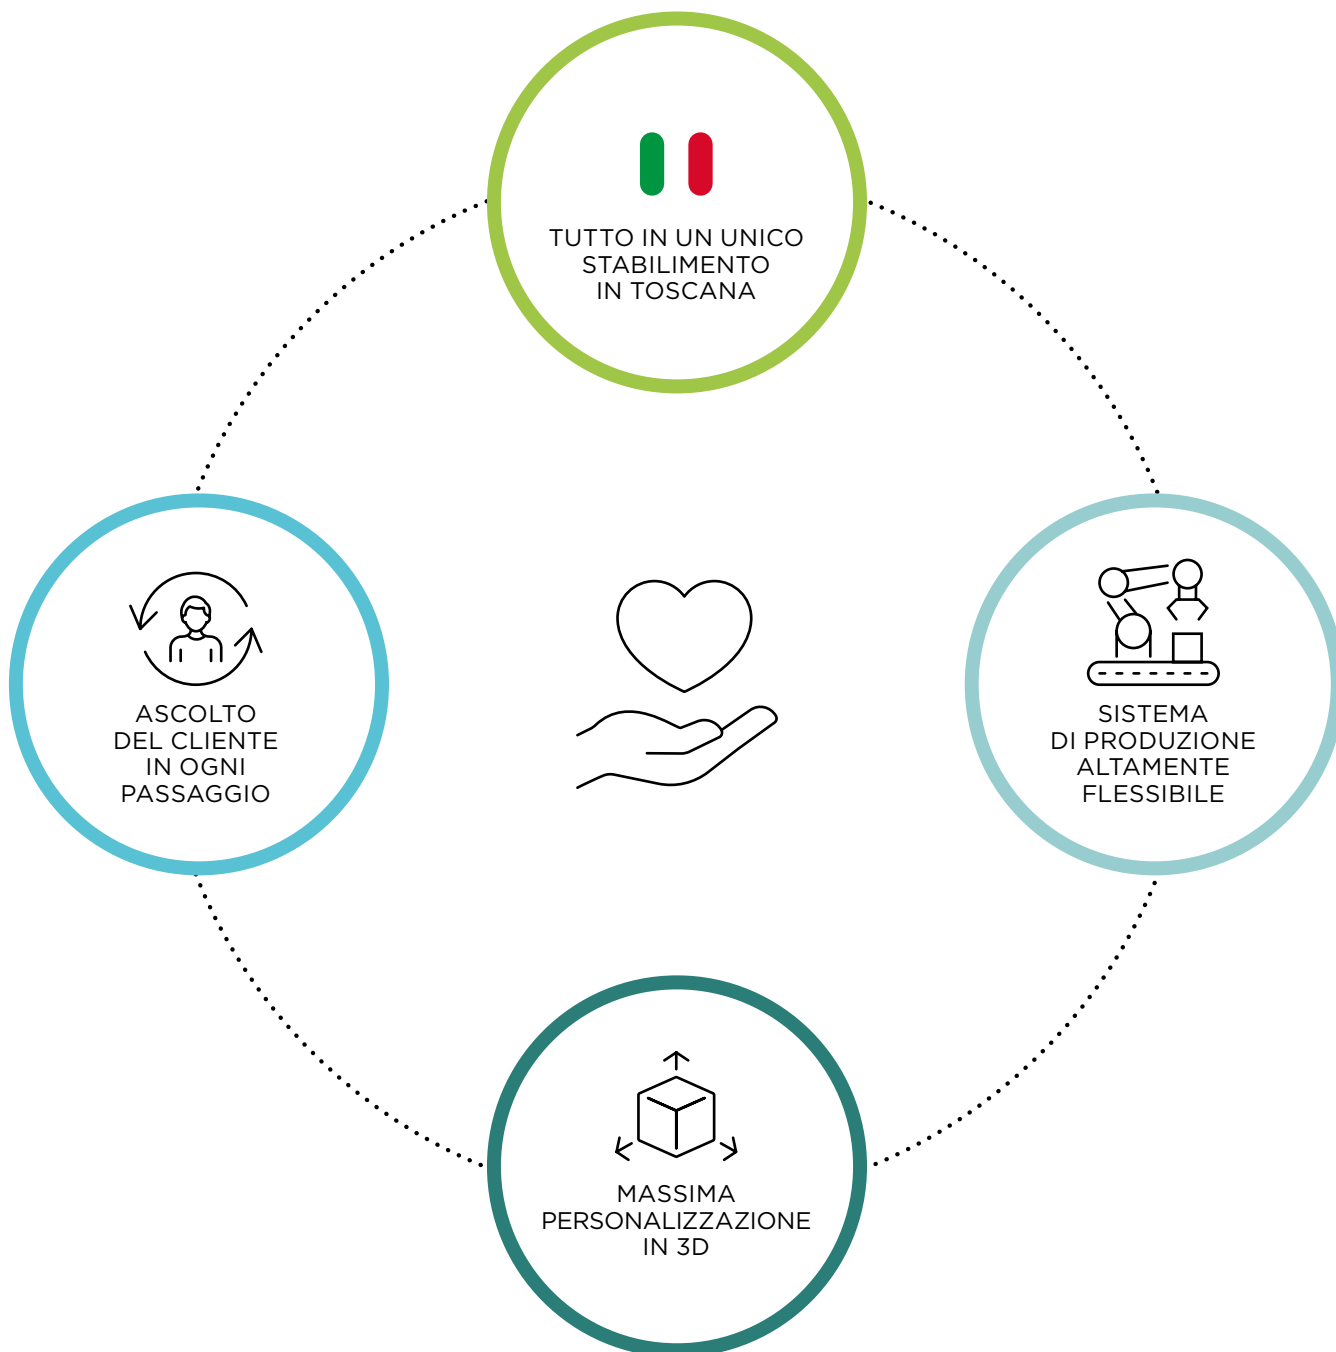 TUTTO IN UN UNICO
STABILIMENTO
IN TOSCANA
ASCOLTO
DEL CLIENTE
IN OGNI
PASSAGGIO
SISTEMA
DI PRODUZIONE
ALTAMENTE
FLESSIBILE
MASSIMA
PERSONALIZZAZIONE
IN 3D